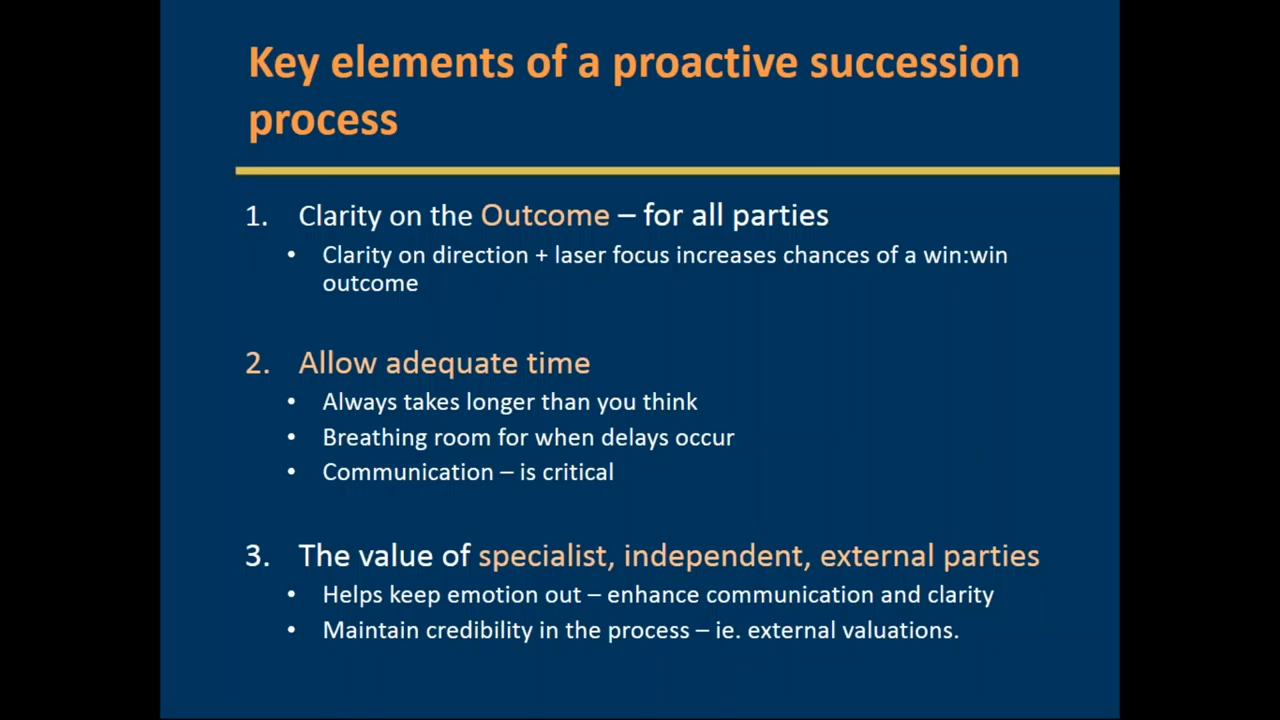 Key elements of a proactive succession
process
1. Clarity on the Outcome – for all parties
• Clarity on direction + laser focus increases chances of a win:win
outcome
2. Allow adequate time
• Always takes longer than you think
• Breathing room for when delays occur
• Communication – is critical
3. The value of specialist, independent, external parties
• Helps keep emotion out – enhance communication and clarity
• Maintain credibility in the process – ie. external valuations.